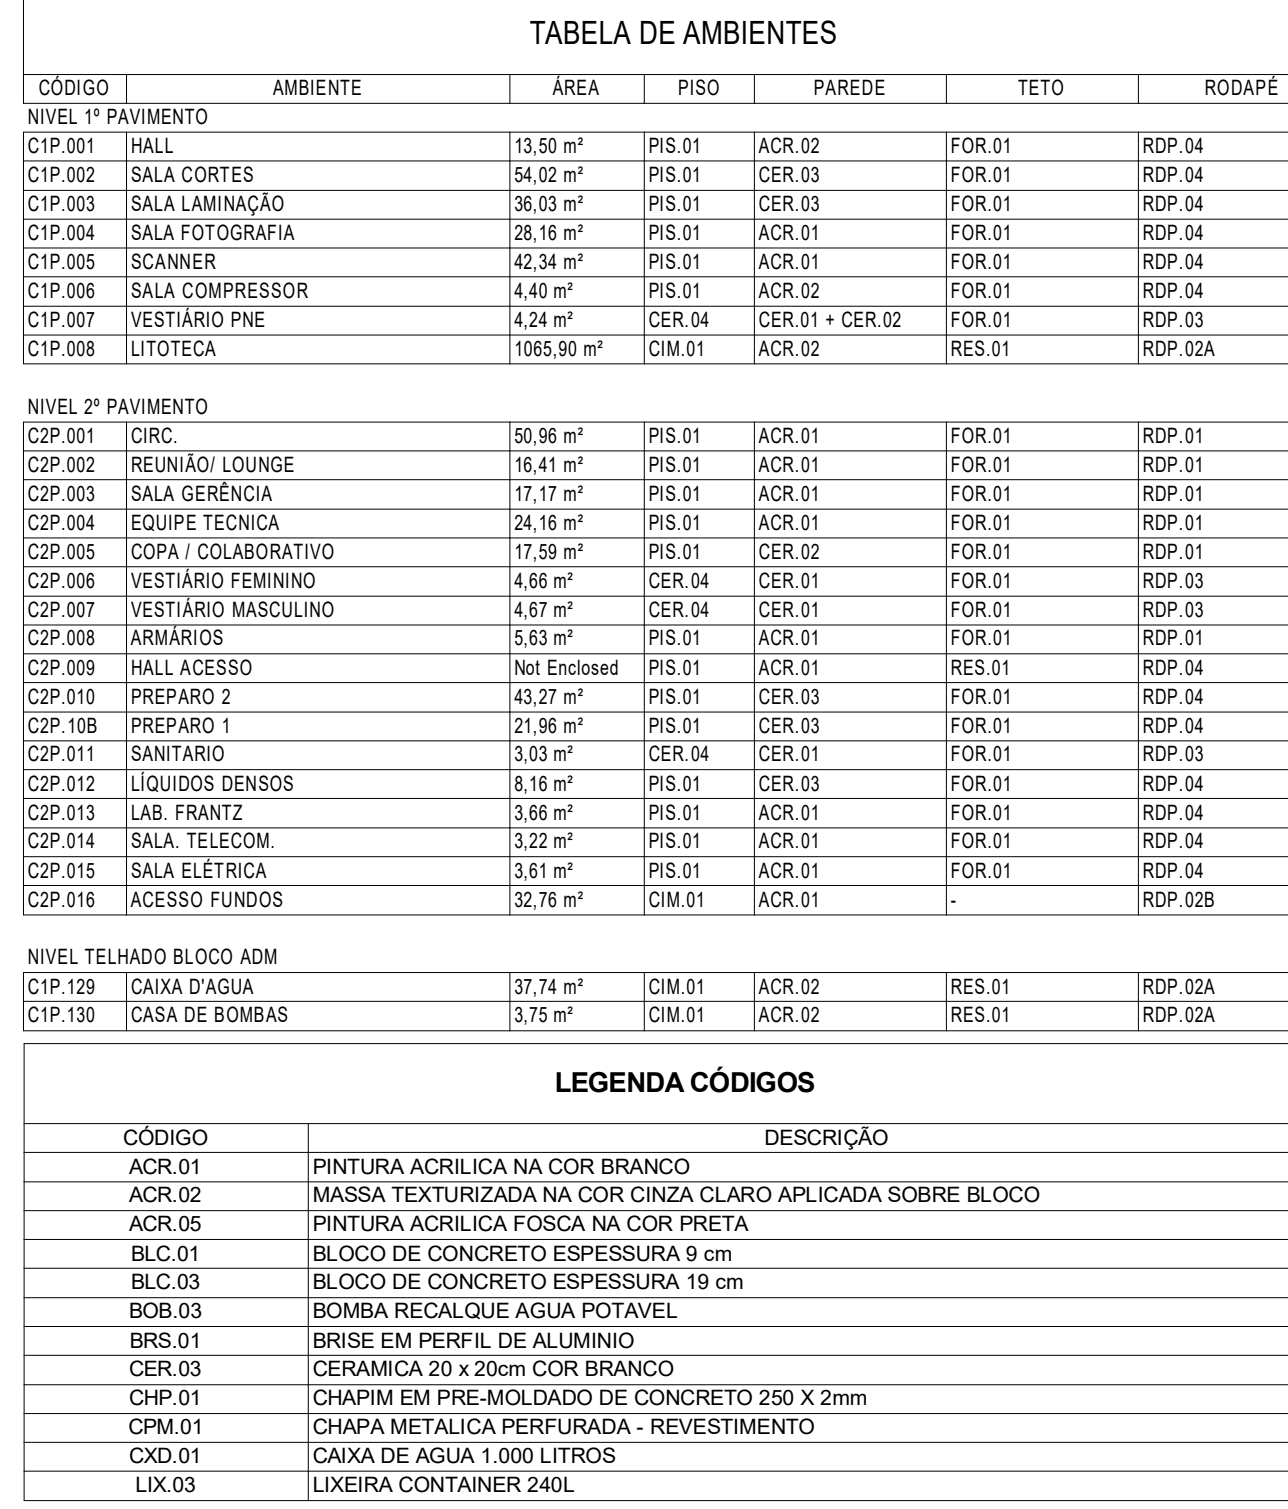 TABELA DE AMBIENTES
CÓDIGO AMBIENTE ÁREA PISO PAREDE TETO RODAPÉ
NIVEL 1º PAVIMENTO
C1P.001 HALL 13,50 m² PIS.01 ACR.02 FOR.01 RDP.04
C1P.002 SALA CORTES 54,02 m² PIS.01 CER.03 FOR.01 RDP.04
C1P.003 SALA LAMINAÇÃO 36,03 m² PIS.01 CER.03 FOR.01 RDP.04
C1P.004 SALA FOTOGRAFIA 28,16 m² PIS.01 ACR.01 FOR.01 RDP.04
C1P.005 SCANNER 42,34 m² PIS.01 ACR.01 FOR.01 RDP.04
C1P.006 SALA COMPRESSOR 4,40 m² PIS.01 ACR.02 FOR.01 RDP.04
C1P.007 VESTIÁRIO PNE 4,24 m² CER.04 CER.01 + CER.02 FOR.01 RDP.03
C1P.008 LITOTECA 1065,90 m² CIM.01 ACR.02 RES.01 RDP.02A
NIVEL 2º PAVIMENTO
C2P.001 CIRC. 50,96 m² PIS.01 ACR.01 FOR.01 RDP.01
C2P.002 REUNIÃO/ LOUNGE 16,41 m² PIS.01 ACR.01 FOR.01 RDP.01
C2P.003 SALA GERÊNCIA 17,17 m² PIS.01 ACR.01 FOR.01 RDP.01
C2P.004 EQUIPE TECNICA 24,16 m² PIS.01 ACR.01 FOR.01 RDP.01
C2P.005 COPA / COLABORATIVO 17,59 m² PIS.01 CER.02 FOR.01 RDP.01
C2P.006 VESTIÁRIO FEMININO 4,66 m² CER.04 CER.01 FOR.01 RDP.03
C2P.007 VESTIÁRIO MASCULINO 4,67 m² CER.04 CER.01 FOR.01 RDP.03
C2P.008 ARMÁRIOS 5,63 m² PIS.01 ACR.01 FOR.01 RDP.01
C2P.009 HALL ACESSO Not Enclosed PIS.01 ACR.01 RES.01 RDP.04
C2P.010 PREPARO 2 43,27 m² PIS.01 CER.03 FOR.01 RDP.04
C2P.10B PREPARO 1 21,96 m² PIS.01 CER.03 FOR.01 RDP.04
C2P.011 SANITARIO 3,03 m² CER.04 CER.01 FOR.01 RDP.03
C2P.012 LÍQUIDOS DENSOS 8,16 m² PIS.01 CER.03 FOR.01 RDP.04
C2P.013 LAB. FRANTZ 3,66 m² PIS.01 ACR.01 FOR.01 RDP.04
C2P.014 SALA. TELECOM. 3,22 m² PIS.01 ACR.01 FOR.01 RDP.04
C2P.015 SALA ELÉTRICA 3,61 m² PIS.01 ACR.01 FOR.01 RDP.04
C2P.016 ACESSO FUNDOS 32,76 m² CIM.01 ACR.01 - RDP.02B
NIVEL TELHADO BLOCO ADM
C1P.129 CAIXA D'AGUA 37,74 m² CIM.01 ACR.02 RES.01 RDP.02A
C1P.130 CASA DE BOMBAS 3,75 m² CIM.01 ACR.02 RES.01 RDP.02A
LEGENDA CÓDIGOS
CÓDIGO DESCRIÇÃO
ACR.01 PINTURA ACRILICA NA COR BRANCO
ACR.02 MASSA TEXTURIZADA NA COR CINZA CLARO APLICADA SOBRE BLOCO
ACR.05 PINTURA ACRILICA FOSCA NA COR PRETA
BLC.01 BLOCO DE CONCRETO ESPESSURA 9 cm
BLC.03 BLOCO DE CONCRETO ESPESSURA 19 cm
BOB.03 BOMBA RECALQUE AGUA POTAVEL
BRS.01 BRISE EM PERFIL DE ALUMINIO
CER.03 CERAMICA 20 x 20cm COR BRANCO
CHP.01 CHAPIM EM PRE-MOLDADO DE CONCRETO 250 X 2mm
CPM.01 CHAPA METALICA PERFURADA - REVESTIMENTO
CXD.01 CAIXA DE AGUA 1.000 LITROS
LIX.03 LIXEIRA CONTAINER 240L